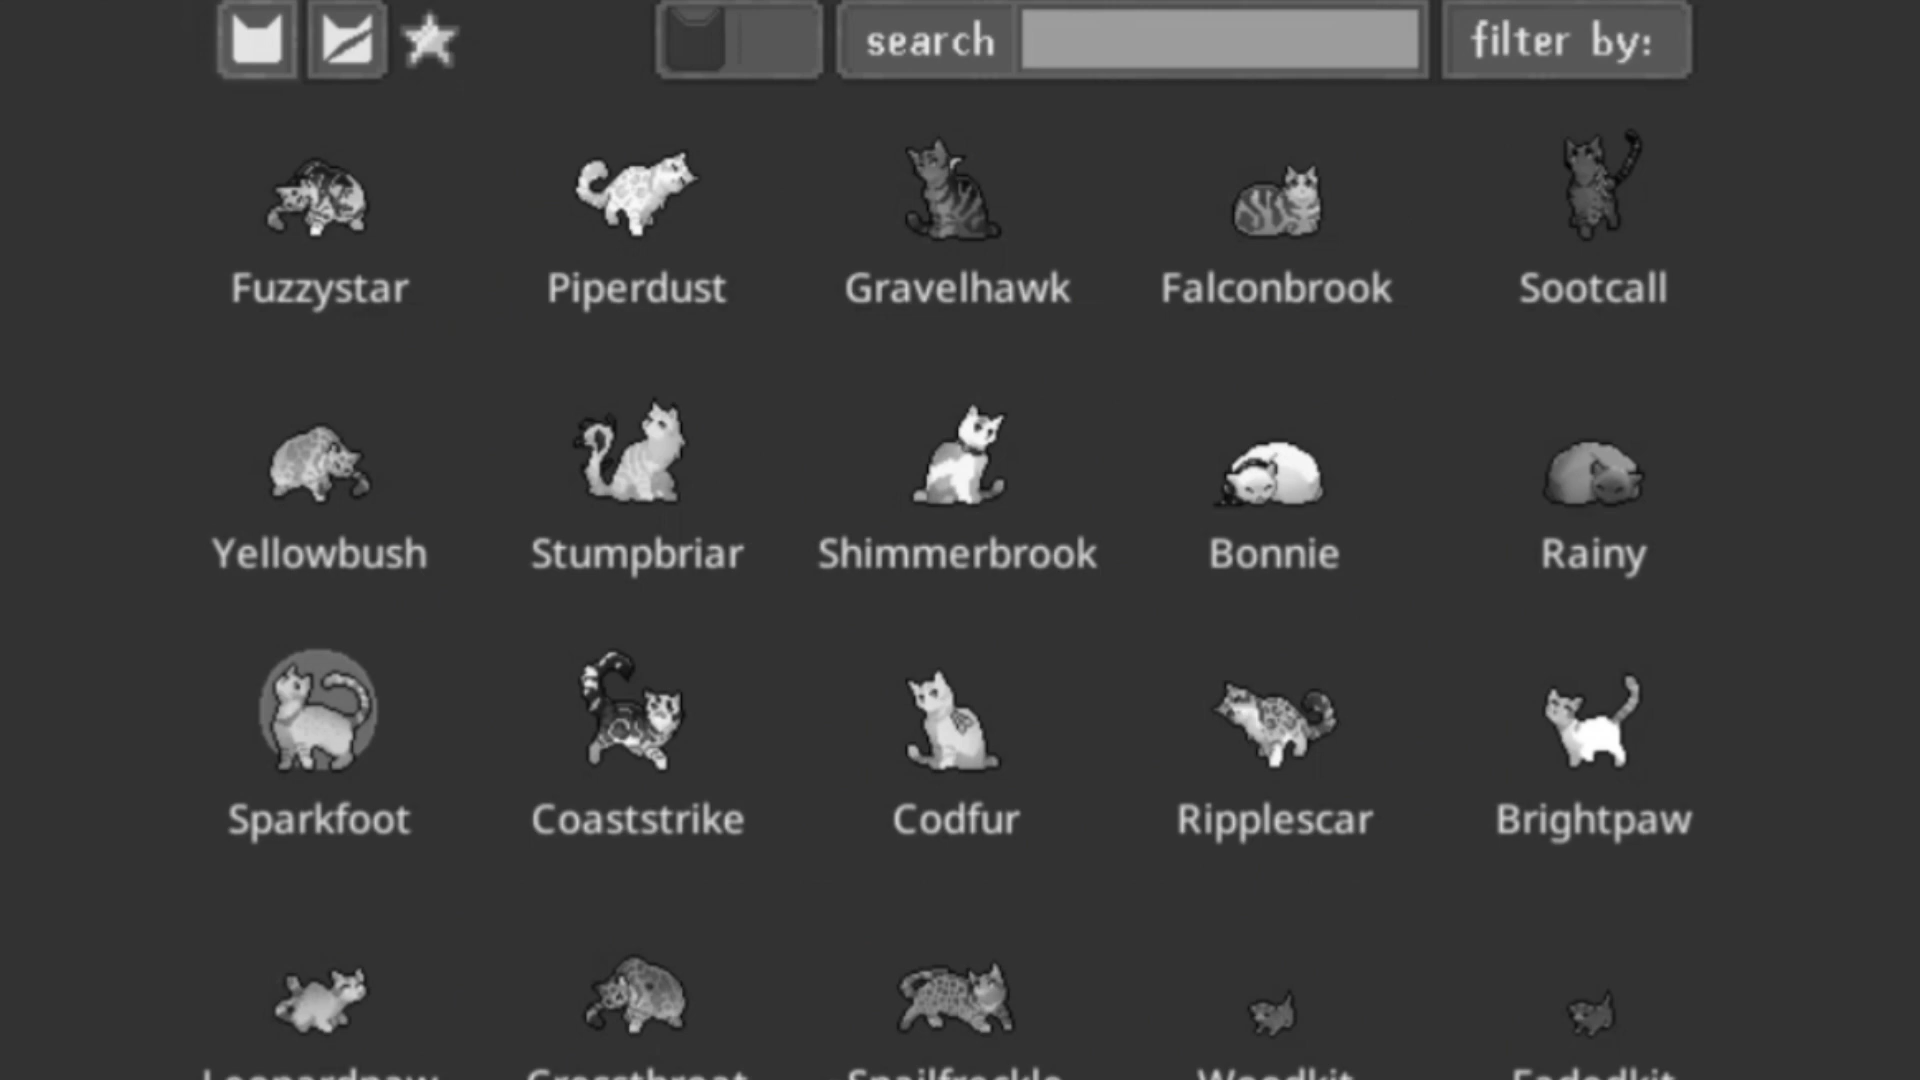 search filter by:
Fuzzystar Piperdust Gravelhawk Falconbrook Sootcall
Yellowbush Stumpbriar Shimmerbrook Bonnie Rainy
Sparkfoot Coaststrike Codfur Ripplescar Brightpaw